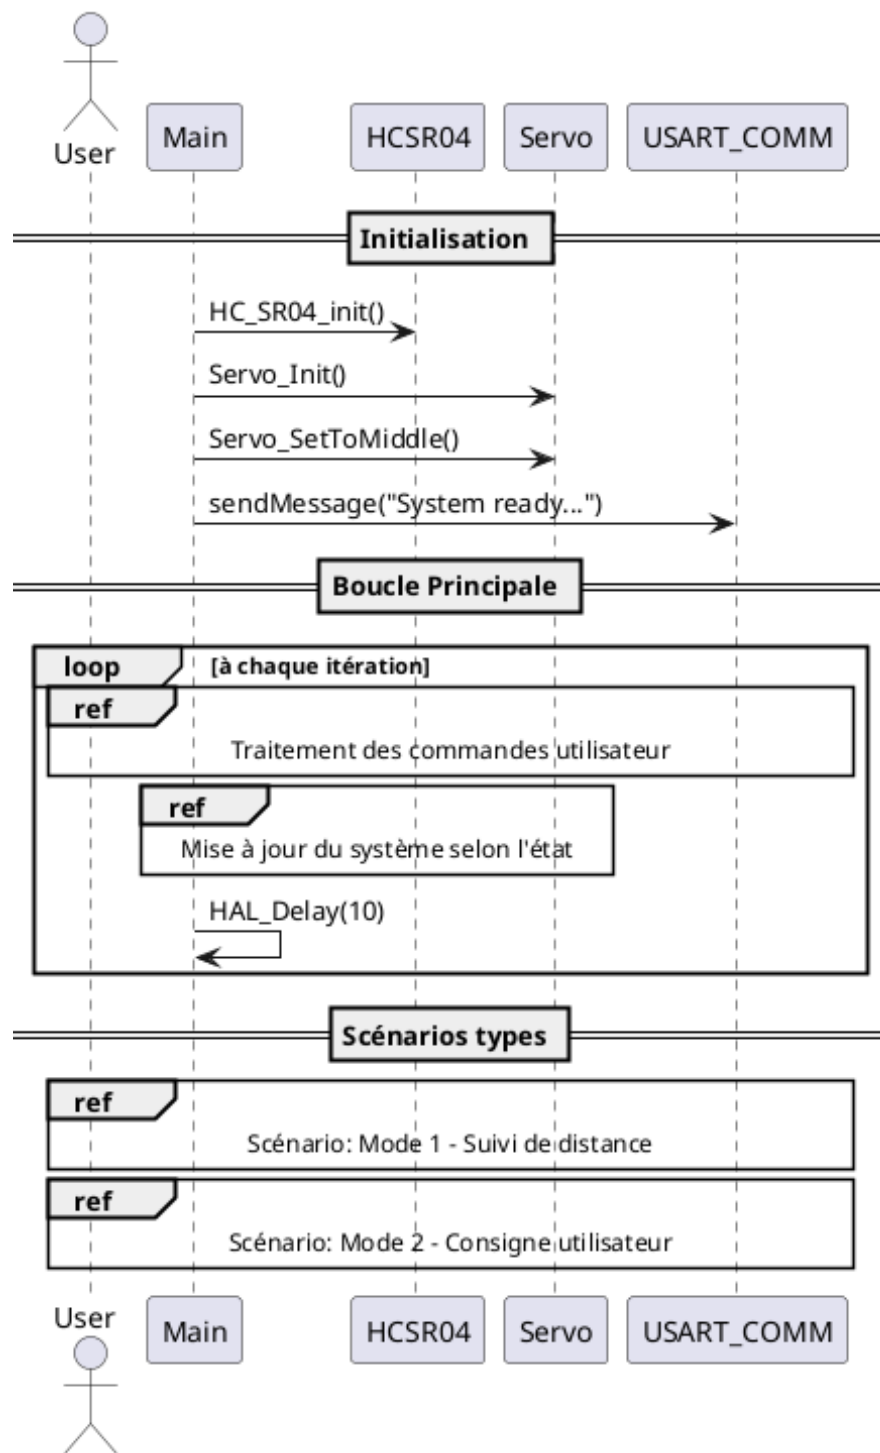 User
Main
HCSR04
Servo
USART_COMM
Initialisation
HC_SR04_init()
Servo_Init()
Servo_SetToMiddle()
sendMessage("System ready...")
Boucle Principale
loop
[à chaque itération]
ref
Traitement des commandes utilisateur
ref
Mise à jour du système selon l'état
HAL_Delay(10)
Scénarios types
ref
Scénario: Mode 1 - Suivi de distance
ref
Scénario: Mode 2 - Consigne utilisateur
User
Main
HCSR04
Servo
USART_COMM